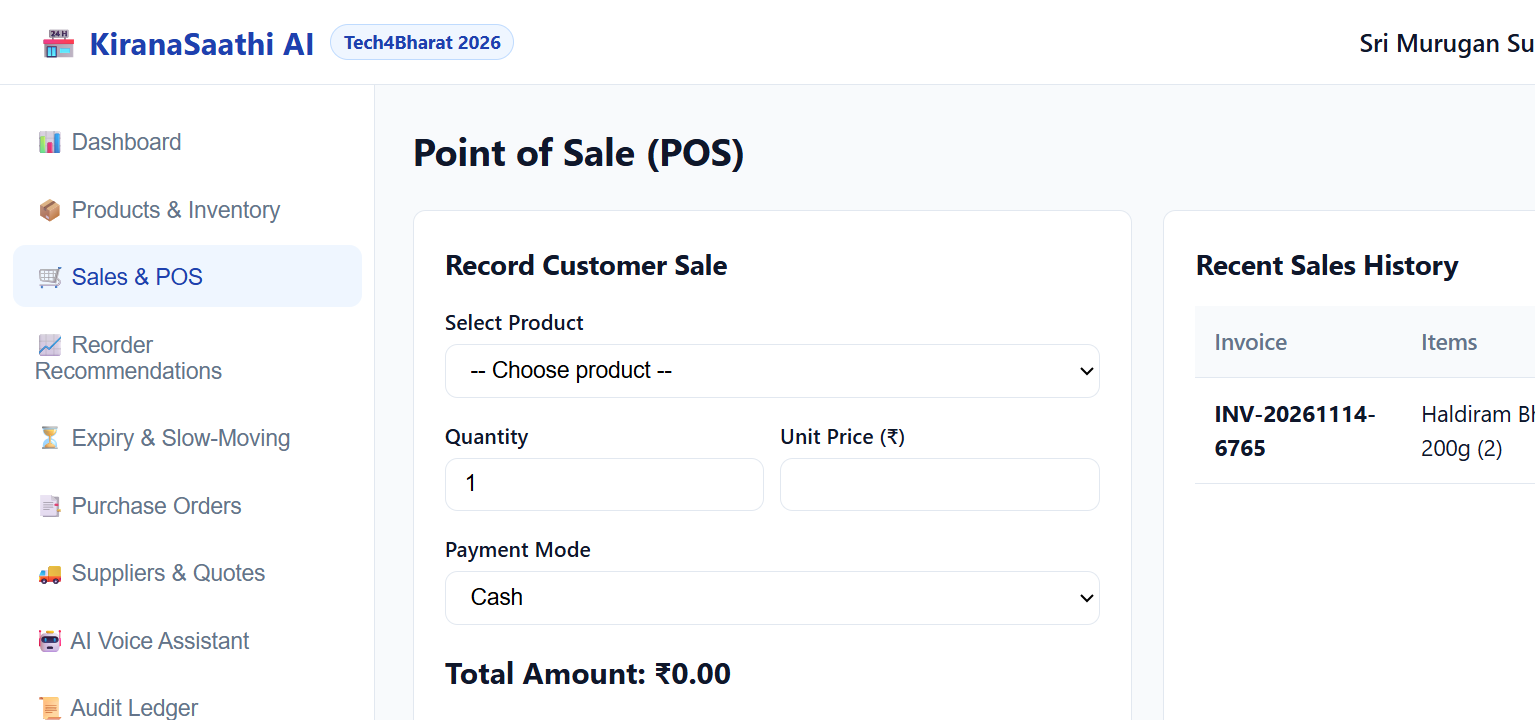 KiranaSaathi AI
Tech4Bharat 2026
Sri Murugan
Dashboard
Products & Inventory
Sales & POS
Reorder
Recommendations
Expiry & Slow-Moving
Purchase Orders
Suppliers & Quotes
AI Voice Assistant
Audit Ledger
Point of Sale (POS)
Record Customer Sale
Select Product
-- Choose product --
Quantity
Unit Price (₹)
1
Payment Mode
Cash
Total Amount: ₹0.00
Recent Sales History
Invoice
Items
INV-20261114-
6765
Haldiram
200g (2)